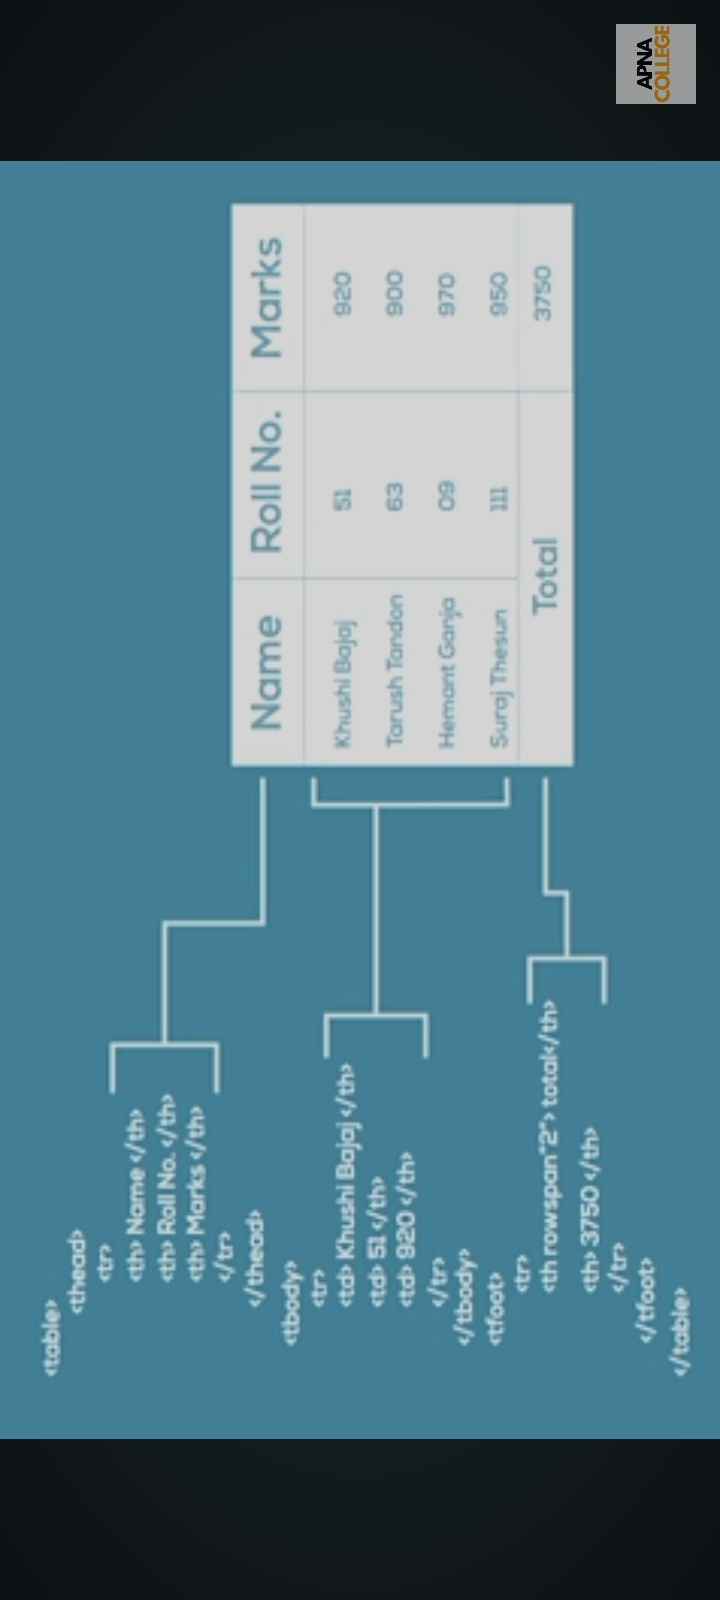 <table>
<thead>
<tr>
<th> Name </th>
<th> Roll No. </th>
<th> Marks </th>
</tr>
</thead>
<tbody>
<tr>
<td> Khushi Bajaj </th>
<td> 51 </th>
<td> 920 </th>
</tr>
</tbody>
<tfoot>
<tr>
<th rowspan"2"> total</th>
<th> 3750 </th>
</tr>
</tfoot>
</table>
Name Roll No. Marks
Khushi Bajaj 51 920
Tarush Tandon 63 900
Hemant Ganja 09 970
Suraj Thesun 111 950
Total 3750
APNA
COLLEGE